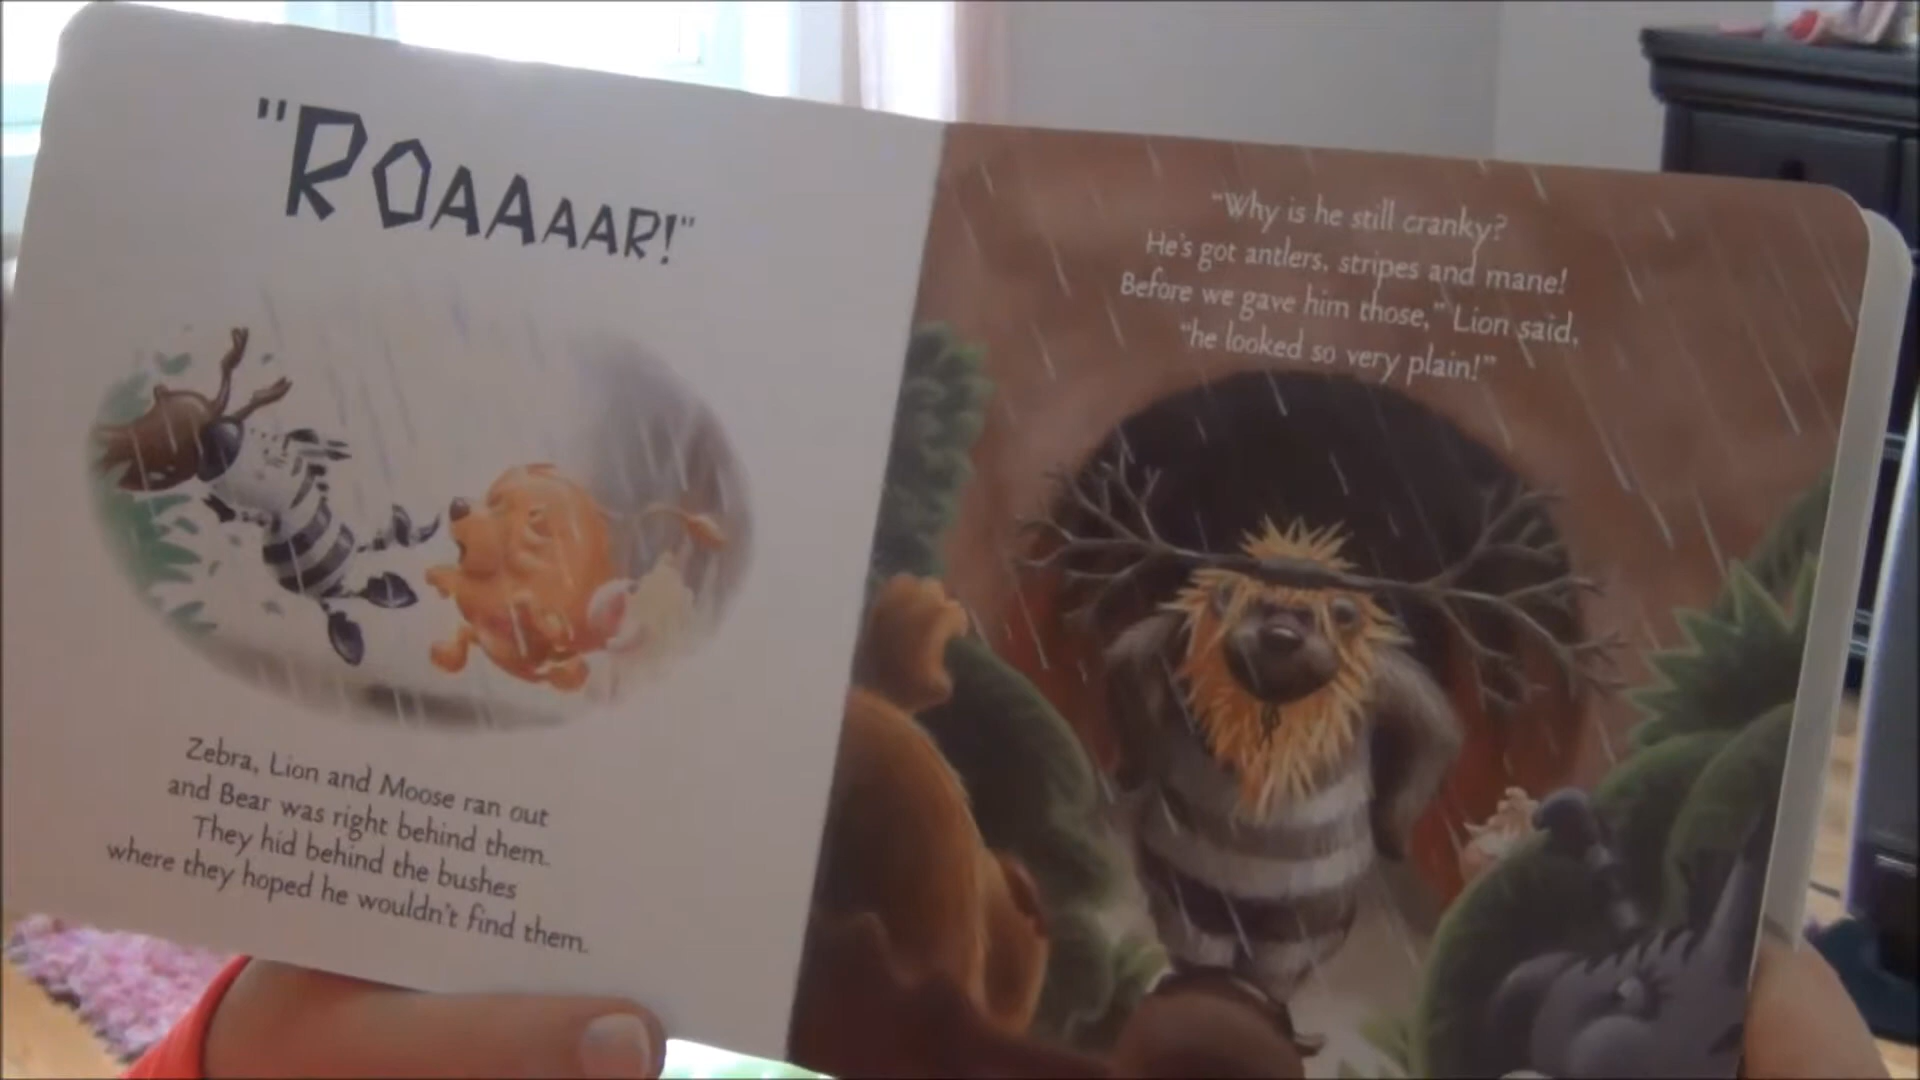 "ROAAAAR!"
Zebra, Lion and Moose ran out
and Bear was right behind them.
They hid behind the bushes
where they hoped he wouldn't find them.
"Why is he still cranky?
He's got antlers, stripes and mane!
Before we gave him those," Lion said,
"he looked so very plain!"